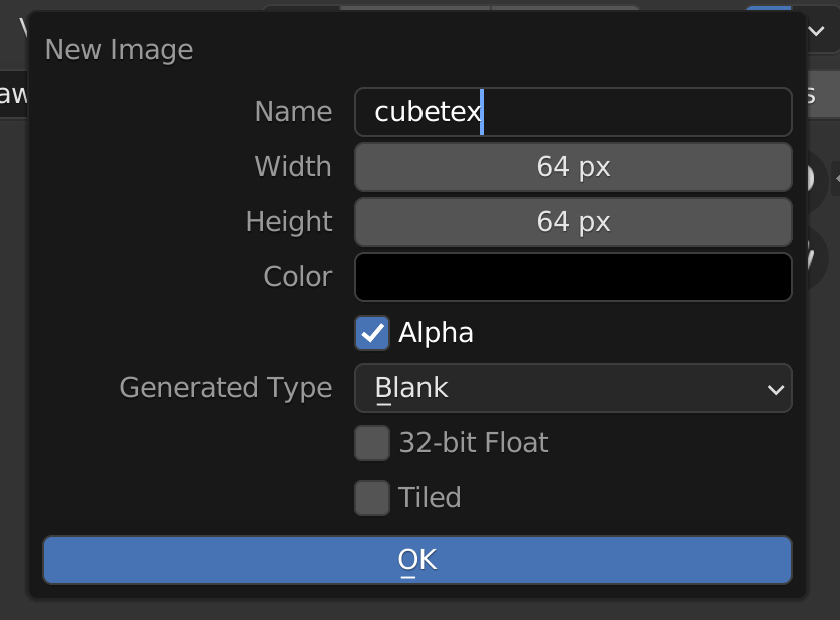 New Image
Name cubetex
Width 64 px
Height 64 px
Color
Alpha
Generated Type Blank
32-bit Float
Tiled
OK